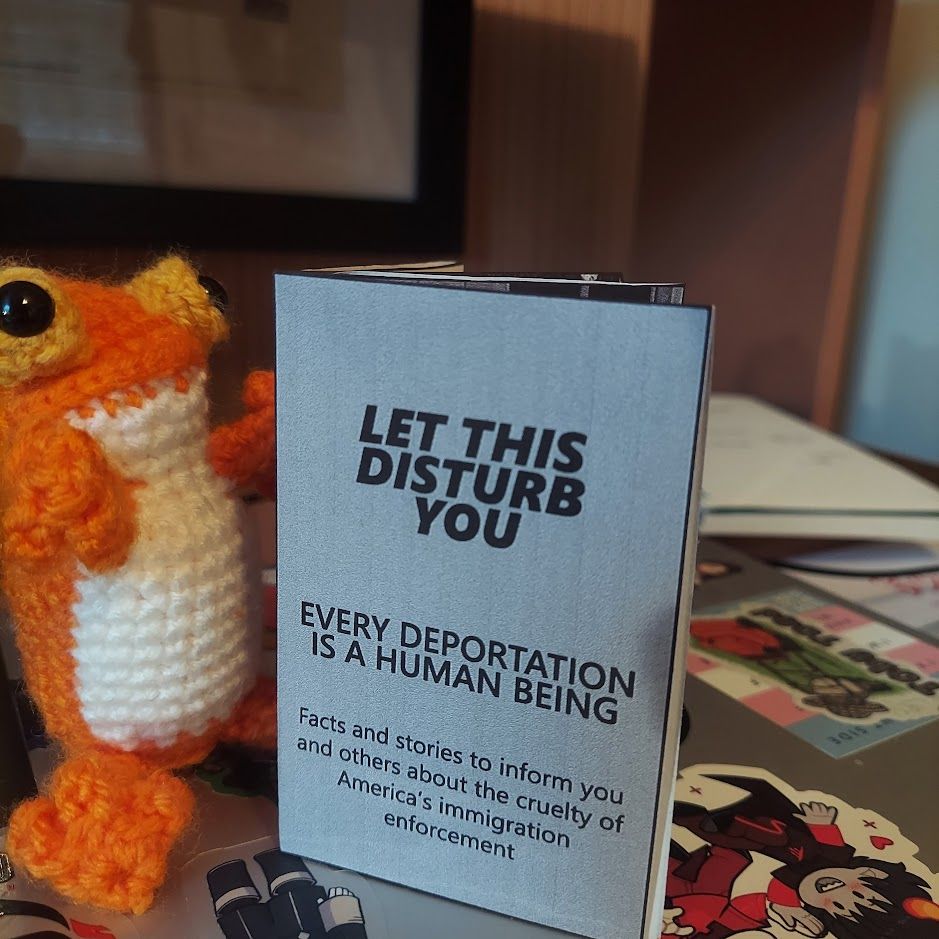 LET THIS
DISTURB
YOU
EVERY DEPORTATION
IS A HUMAN BEING
Facts and stories to inform you
and others about the cruelty of
America's immigration
enforcement